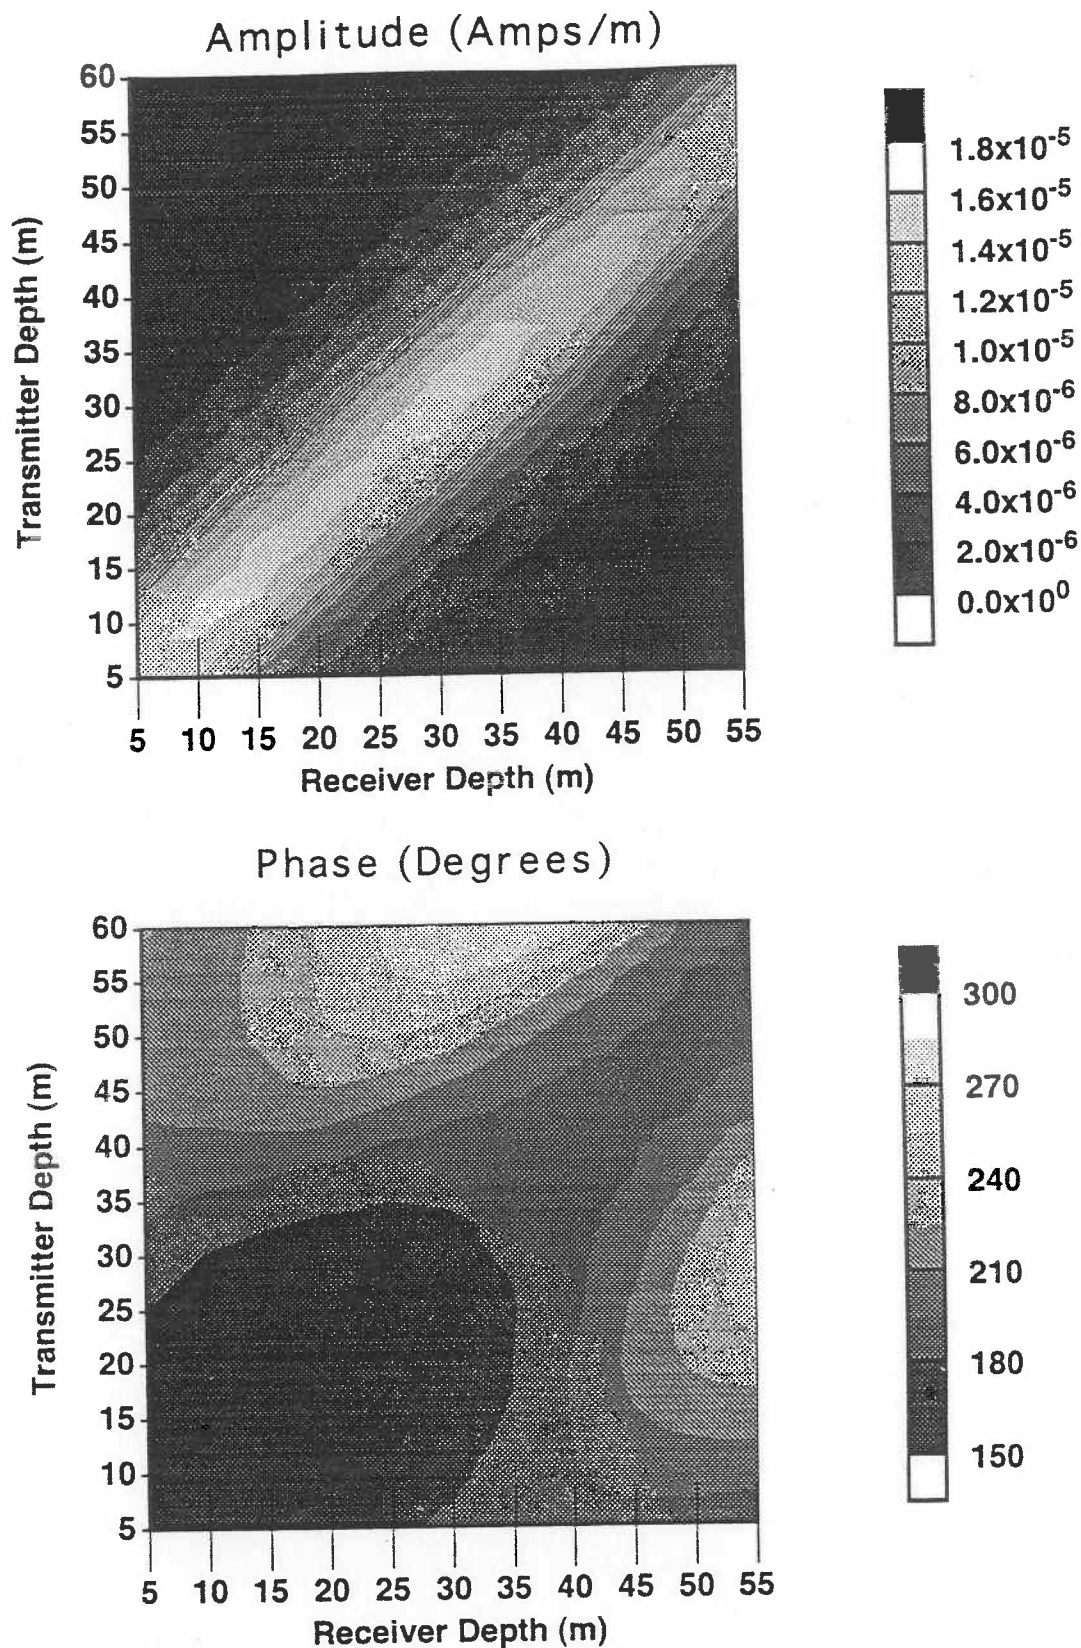 Amplitude (Amps/m)
60
55
50
45
40
35
30
25
20
15
10
5
Transmitter Depth (m)
5 10 15 20 25 30 35 40 45 50 55
Receiver Depth (m)
1.8x10⁻⁵
1.6x10⁻⁵
1.4x10⁻⁵
1.2x10⁻⁵
1.0x10⁻⁵
8.0x10⁻⁶
6.0x10⁻⁶
4.0x10⁻⁶
2.0x10⁻⁶
0.0x10⁰
Phase (Degrees)
60
55
50
45
40
35
30
25
20
15
10
5
Transmitter Depth (m)
5 10 15 20 25 30 35 40 45 50 55
Receiver Depth (m)
300
270
240
210
180
150